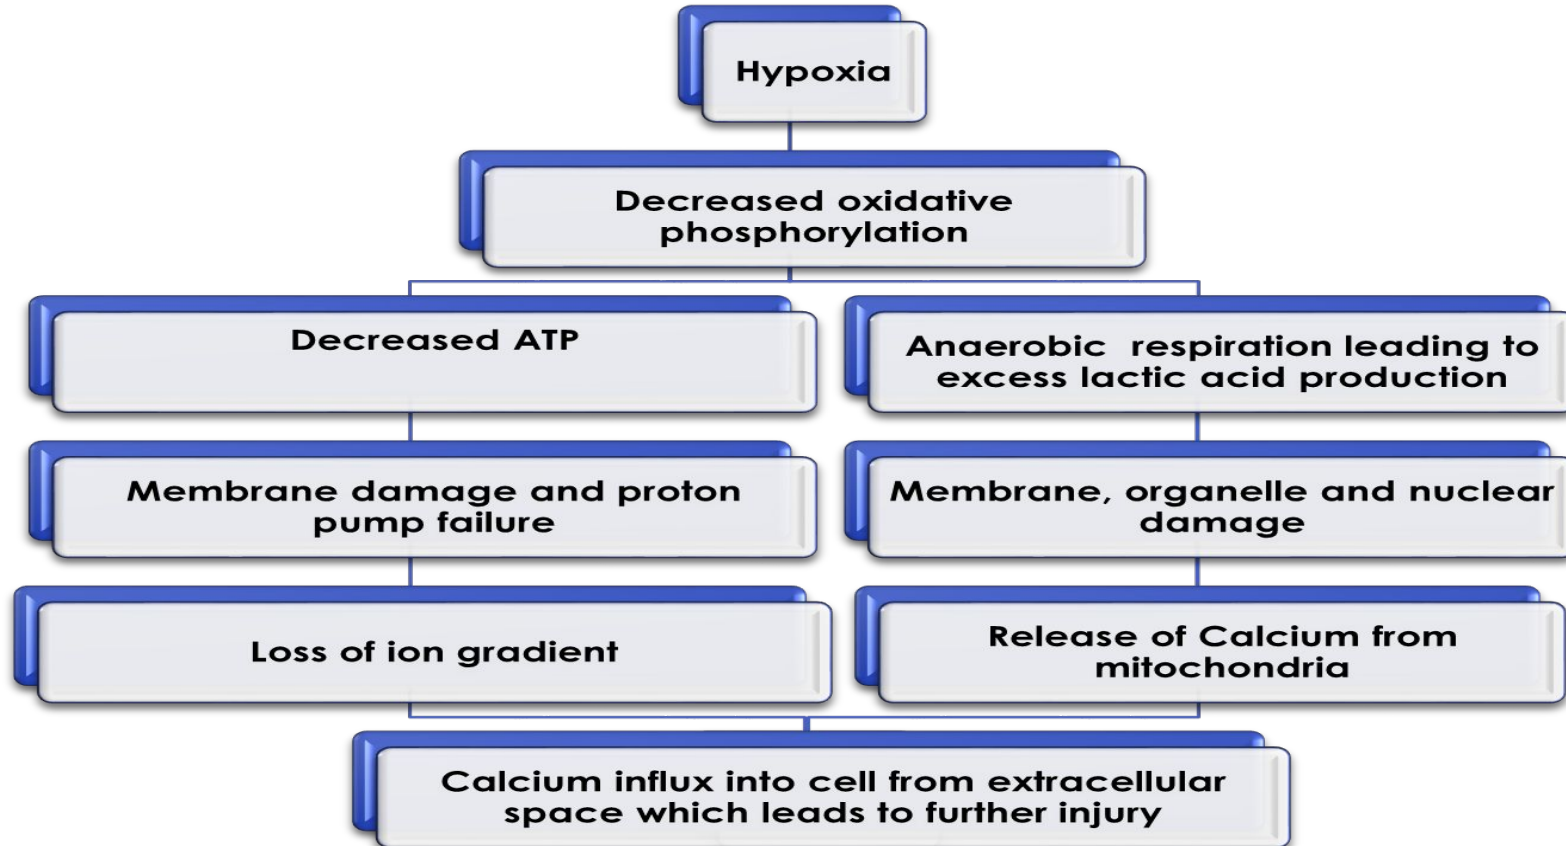 Hypoxia
Decreased oxidative
phosphorylation
Decreased ATP
Anaerobic  respiration leading to
excess lactic acid production
Membrane damage and proton
pump failure
Membrane, organelle and nuclear
damage
Loss of ion gradient
Release of Calcium from
mitochondria
Calcium influx into cell from extracellular
space which leads to further injury